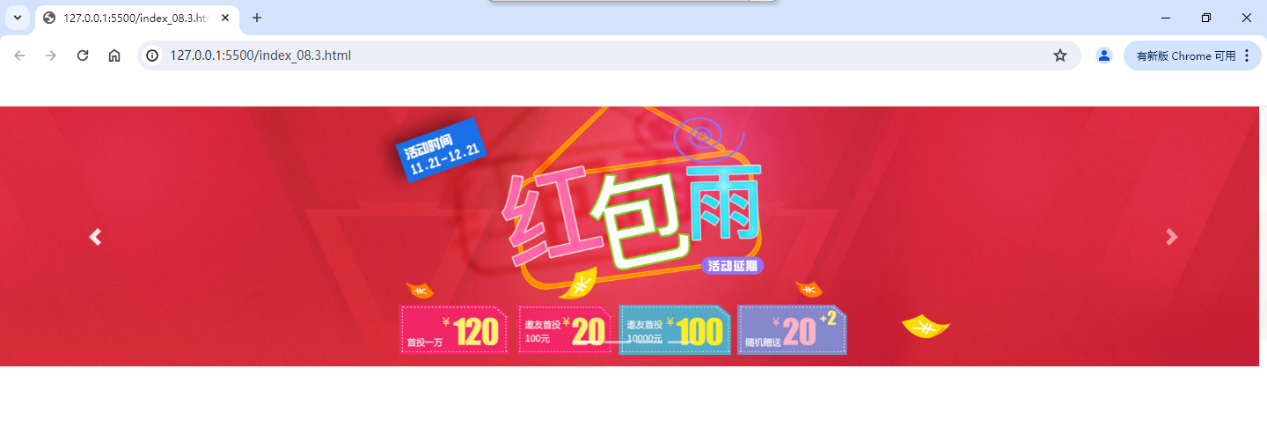 127.0.0.1:5500/index_08.3.htm
127.0.0.1:5500/index_08.3.html
有新版 Chrome 可用
活动时间
11.21-12.21
红包雨
活动延期
¥120
首投一万
邀友首投
100元
¥20
邀友首投
10000元
¥100
随机赠送
¥20
+2